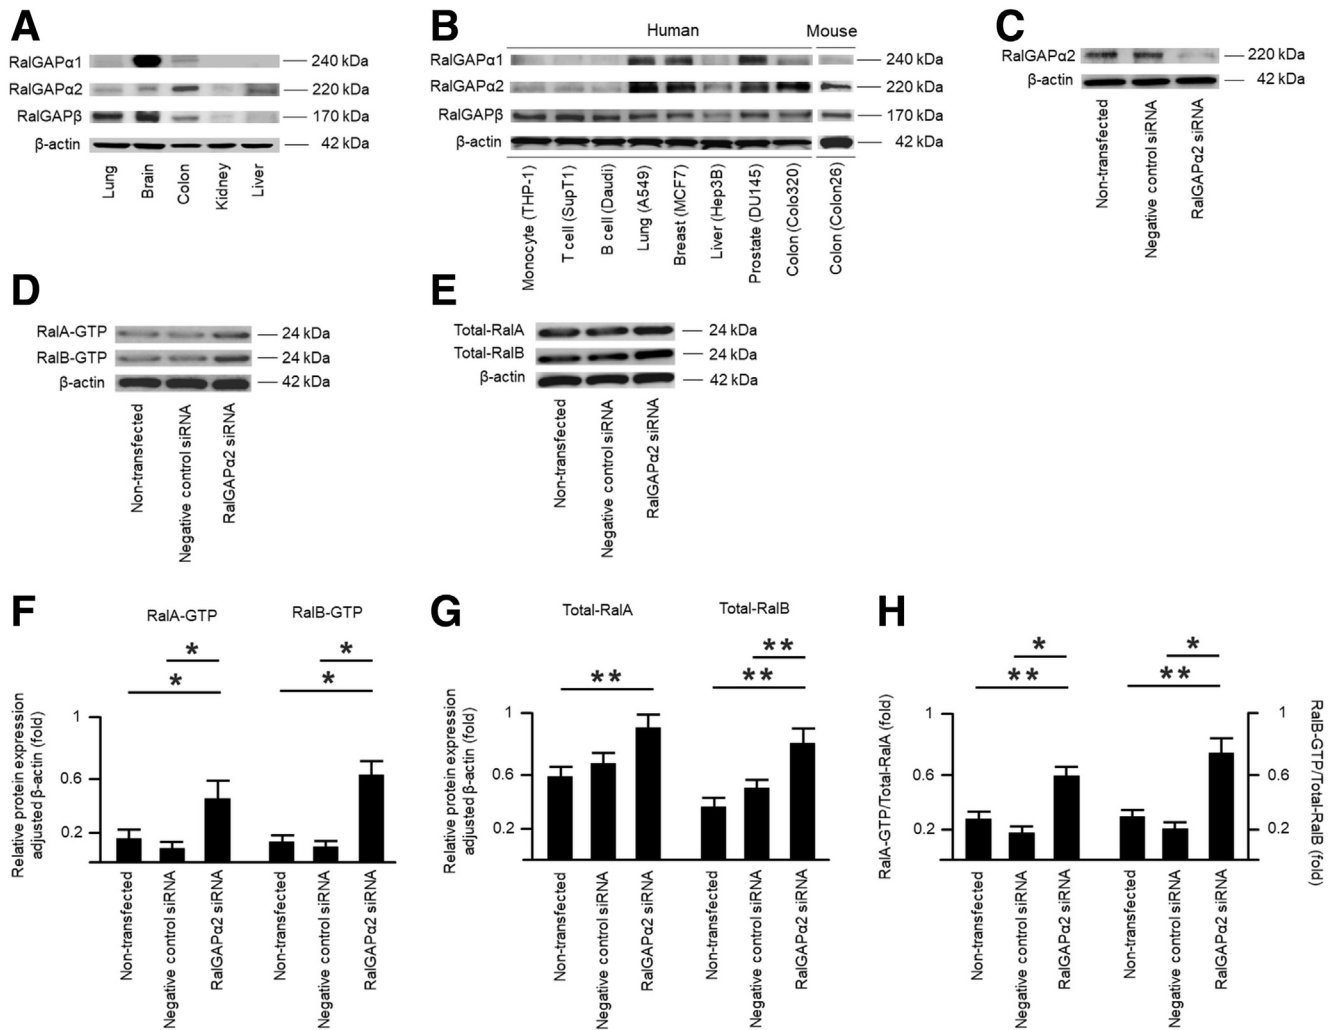 A
RalGAPα1
240 kDa
RalGAPα2
220 kDa
RalGAPβ
170 kDa
β-actin
42 kDa
Lung
Brain
Colon
Kidney
Liver
B
Human
Mouse
RalGAPα1
240 kDa
RalGAPα2
220 kDa
RalGAPβ
170 kDa
β-actin
42 kDa
Monocyte (THP-1)
T cell (SupT1)
B cell (Daudi)
Lung (A549)
Breast (MCF7)
Liver (Hep3B)
Prostate (DU145)
Colon (Colo320)
Colon (Colon26)
C
RalGAPα2
220 kDa
β-actin
42 kDa
Non-transfected
Negative control siRNA
RalGAPα2 siRNA
D
RalA-GTP
24 kDa
RalB-GTP
24 kDa
β-actin
42 kDa
Non-transfected
Negative control siRNA
RalGAPα2 siRNA
E
Total-RalA
24 kDa
Total-RalB
24 kDa
β-actin
42 kDa
Non-transfected
Negative control siRNA
RalGAPα2 siRNA
F
RalA-GTP
RalB-GTP
*
*
*
*
Relative protein expression
adjusted β-actin (fold)
1
0.6
0.2
Non-transfected
Negative control siRNA
RalGAPα2 siRNA
Non-transfected
Negative control siRNA
RalGAPα2 siRNA
G
Total-RalA
Total-RalB
**
**
**
Relative protein expression
adjusted β-actin (fold)
1
0.6
0.2
Non-transfected
Negative control siRNA
RalGAPα2 siRNA
Non-transfected
Negative control siRNA
RalGAPα2 siRNA
H
*
*
**
**
RalA-GTP/Total-RalA (fold)
1
0.6
0.2
1
0.6
0.2
RalB-GTP/Total-RalB (fold)
Non-transfected
Negative control siRNA
RalGAPα2 siRNA
Non-transfected
Negative control siRNA
RalGAPα2 siRNA